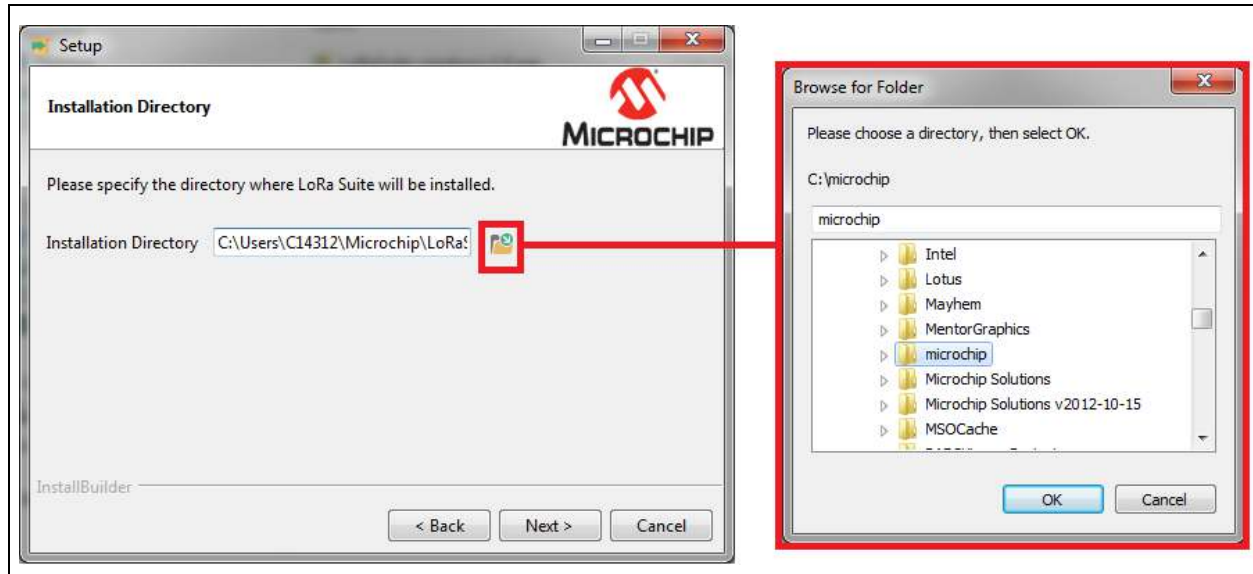 Setup
Installation Directory
MICROCHIP
Please specify the directory where LoRa Suite will be installed.
Installation Directory C:\Users\C14312\Microchip\LoRaS
InstallBuilder
< Back Next > Cancel
Browse for Folder
Please choose a directory, then select OK.
C:\microchip
microchip
Intel
Lotus
Mayhem
MentorGraphics
microchip
Microchip Solutions
Microchip Solutions v2012-10-15
MSOCache
OK Cancel